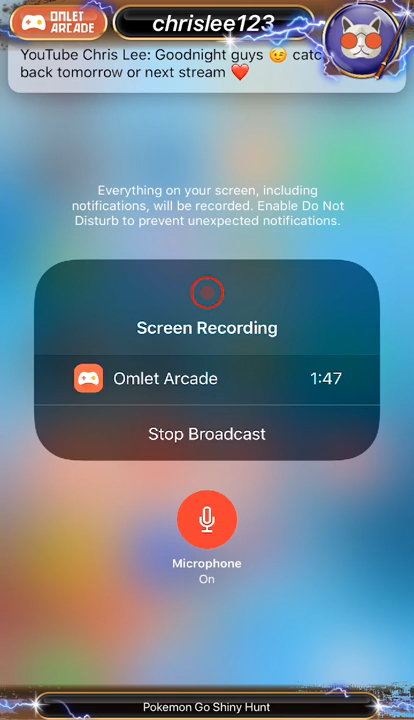 OMLET
ARCADE
chrislee123
YouTube Chris Lee: Goodnight guys 😉 catc
back tomorrow or next stream ❤️
Everything on your screen, including
notifications, will be recorded. Enable Do Not
Disturb to prevent unexpected notifications.
Screen Recording
Omlet Arcade 1:47
Stop Broadcast
Microphone
On
Pokemon Go Shiny Hunt